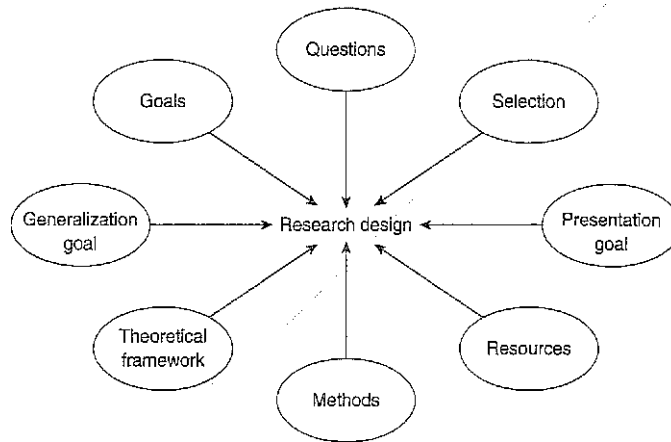 Questions
Goals
Selection
Generalization
goal
Research design
Presentation
goal
Theoretical
framework
Resources
Methods